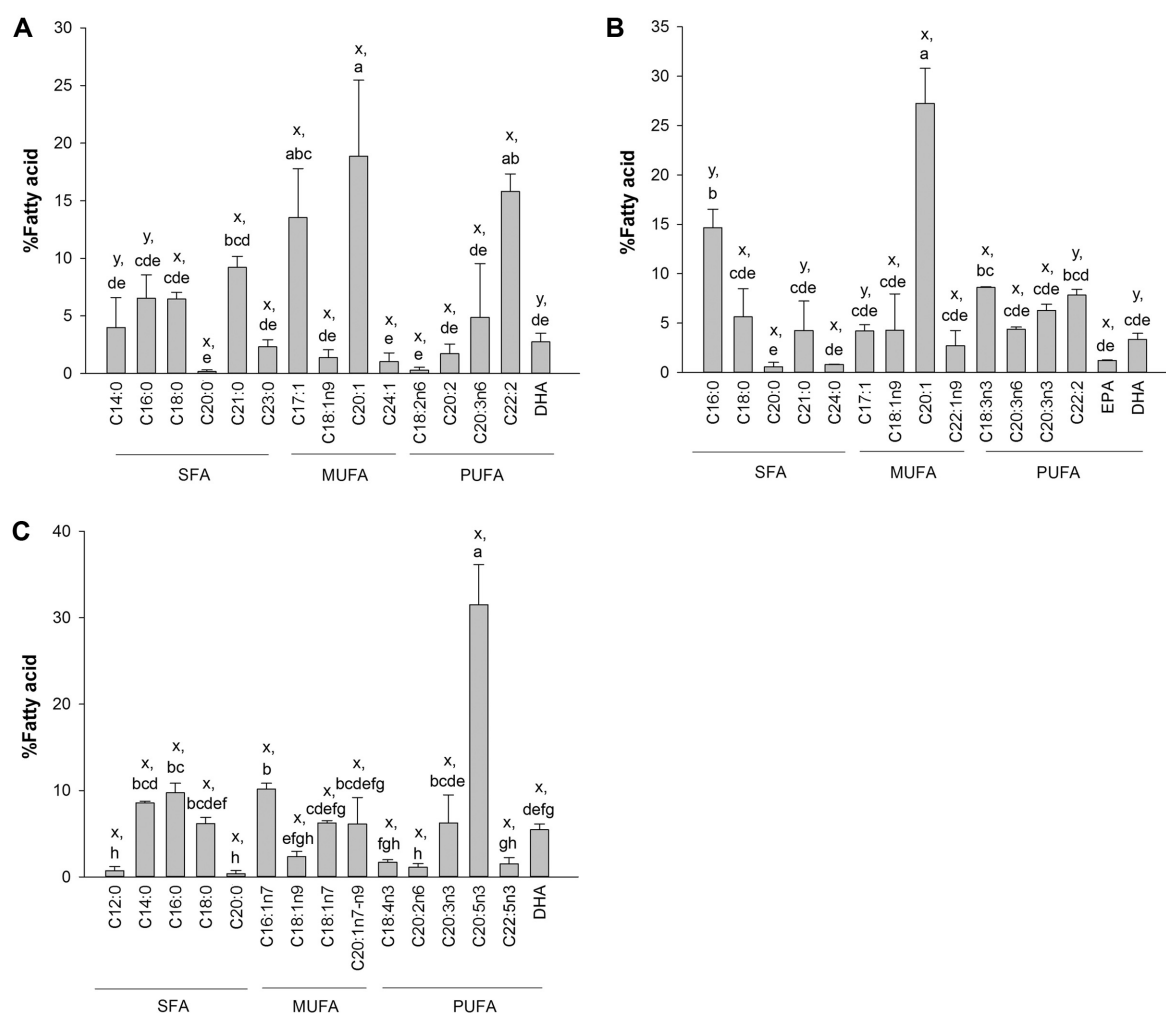 A
%Fatty acid
30
25
20
15
10
5
0
y,
de
y,
cde
x,
cde
x,
e
x,
bcd
x,
de
x,
abc
x,
de
x,
a
x,
e
x,
e
x,
de
x,
de
x,
ab
y,
de
C14:0
C16:0
C18:0
C20:0
C21:0
C23:0
C17:1
C18:1n9
C20:1
C24:1
C18:2n6
C20:2
C20:3n6
C22:2
DHA
SFA
MUFA
PUFA
B
%Fatty acid
35
30
25
20
15
10
5
0
y,
b
x,
cde
x,
e
y,
cde
x,
de
y,
cde
x,
cde
x,
a
x,
cde
x,
bc
x,
cde
x,
cde
y,
bcd
x,
de
y,
cde
C16:0
C18:0
C20:0
C21:0
C24:0
C17:1
C18:1n9
C20:1
C22:1n9
C18:3n3
C20:3n6
C20:3n3
C22:2
EPA
DHA
SFA
MUFA
PUFA
C
%Fatty acid
40
30
20
10
0
x,
h
x,
bcd
x,
bc
x,
bcdef
x,
h
x,
b
x,
efgh
x,
cdefg
x,
bcdefg
x,
fgh
x,
h
x,
bcde
x,
a
x,
gh
x,
defg
C12:0
C14:0
C16:0
C18:0
C20:0
C16:1n7
C18:1n9
C18:1n7
C20:1n7-n9
C18:4n3
C20:2n6
C20:3n3
C20:5n3
C22:5n3
DHA
SFA
MUFA
PUFA